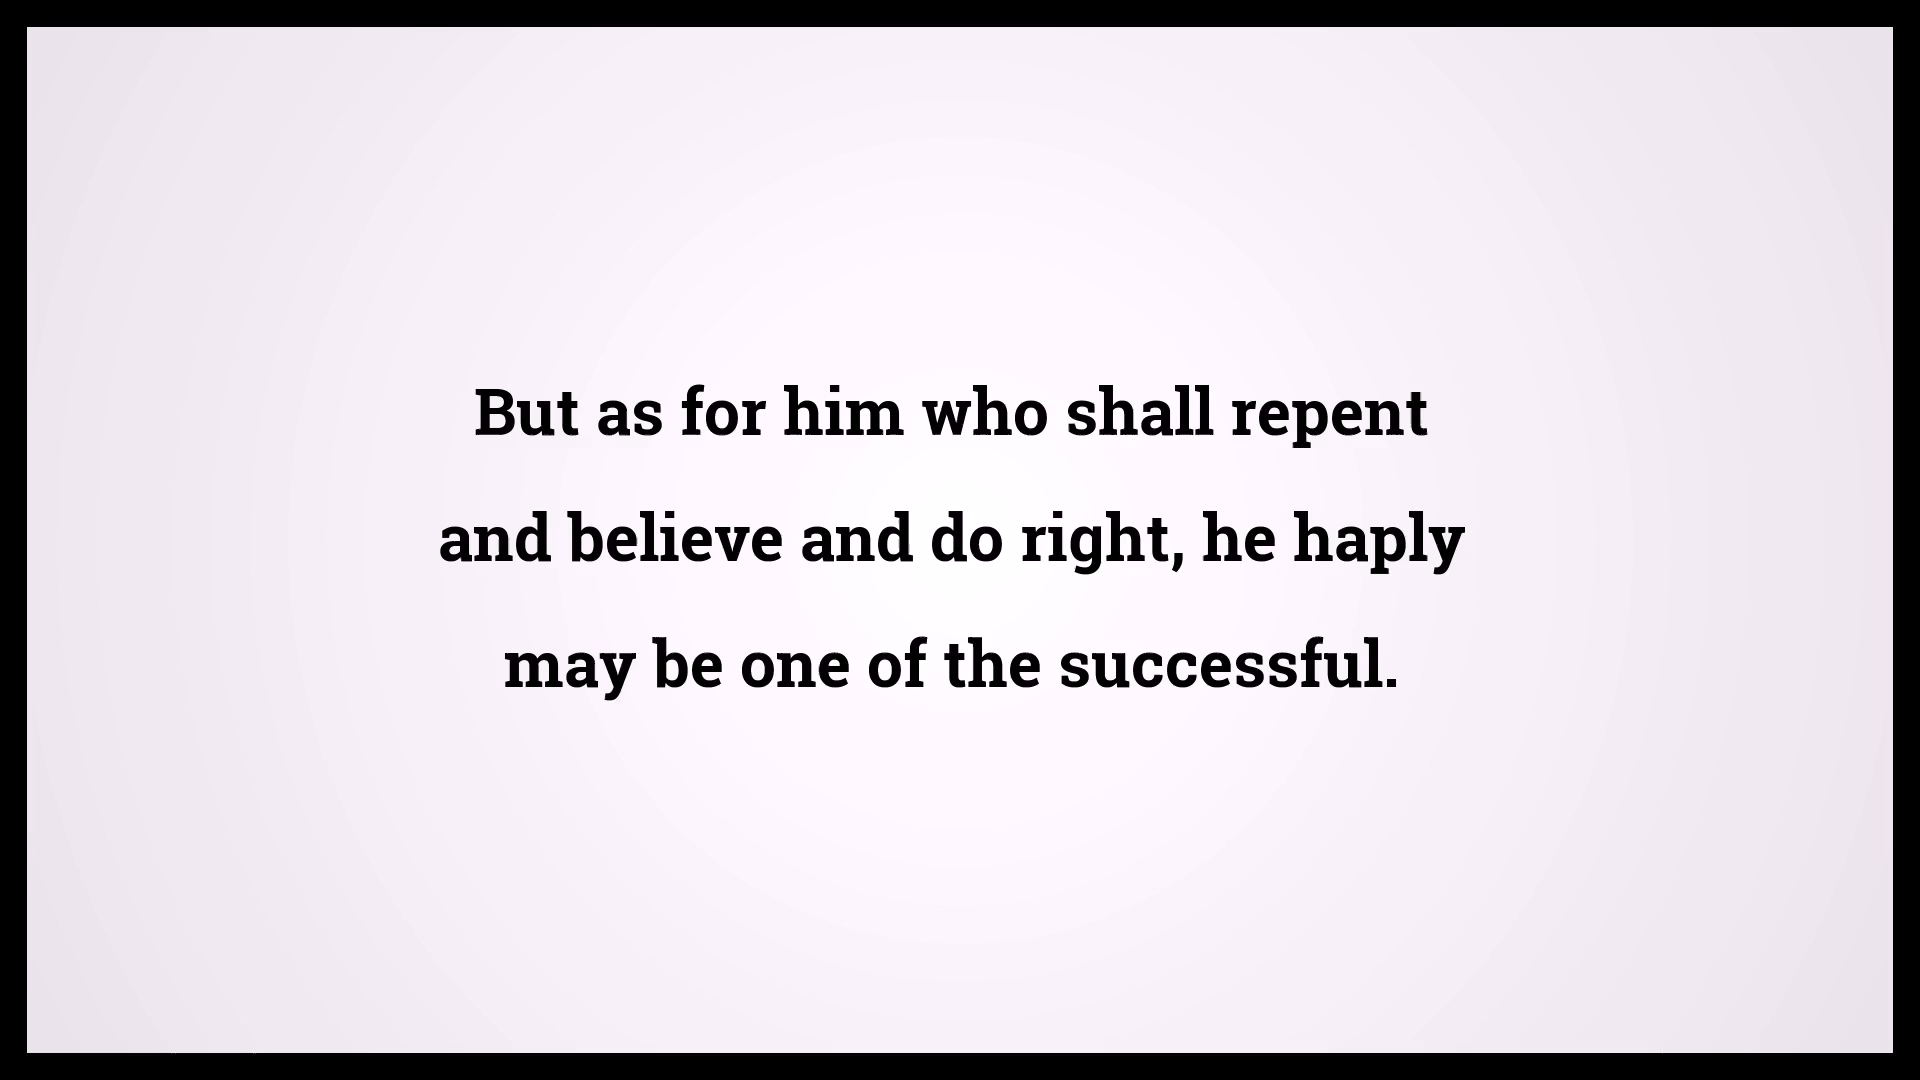 But as for him who shall repent
and believe and do right, he haply
may be one of the successful.